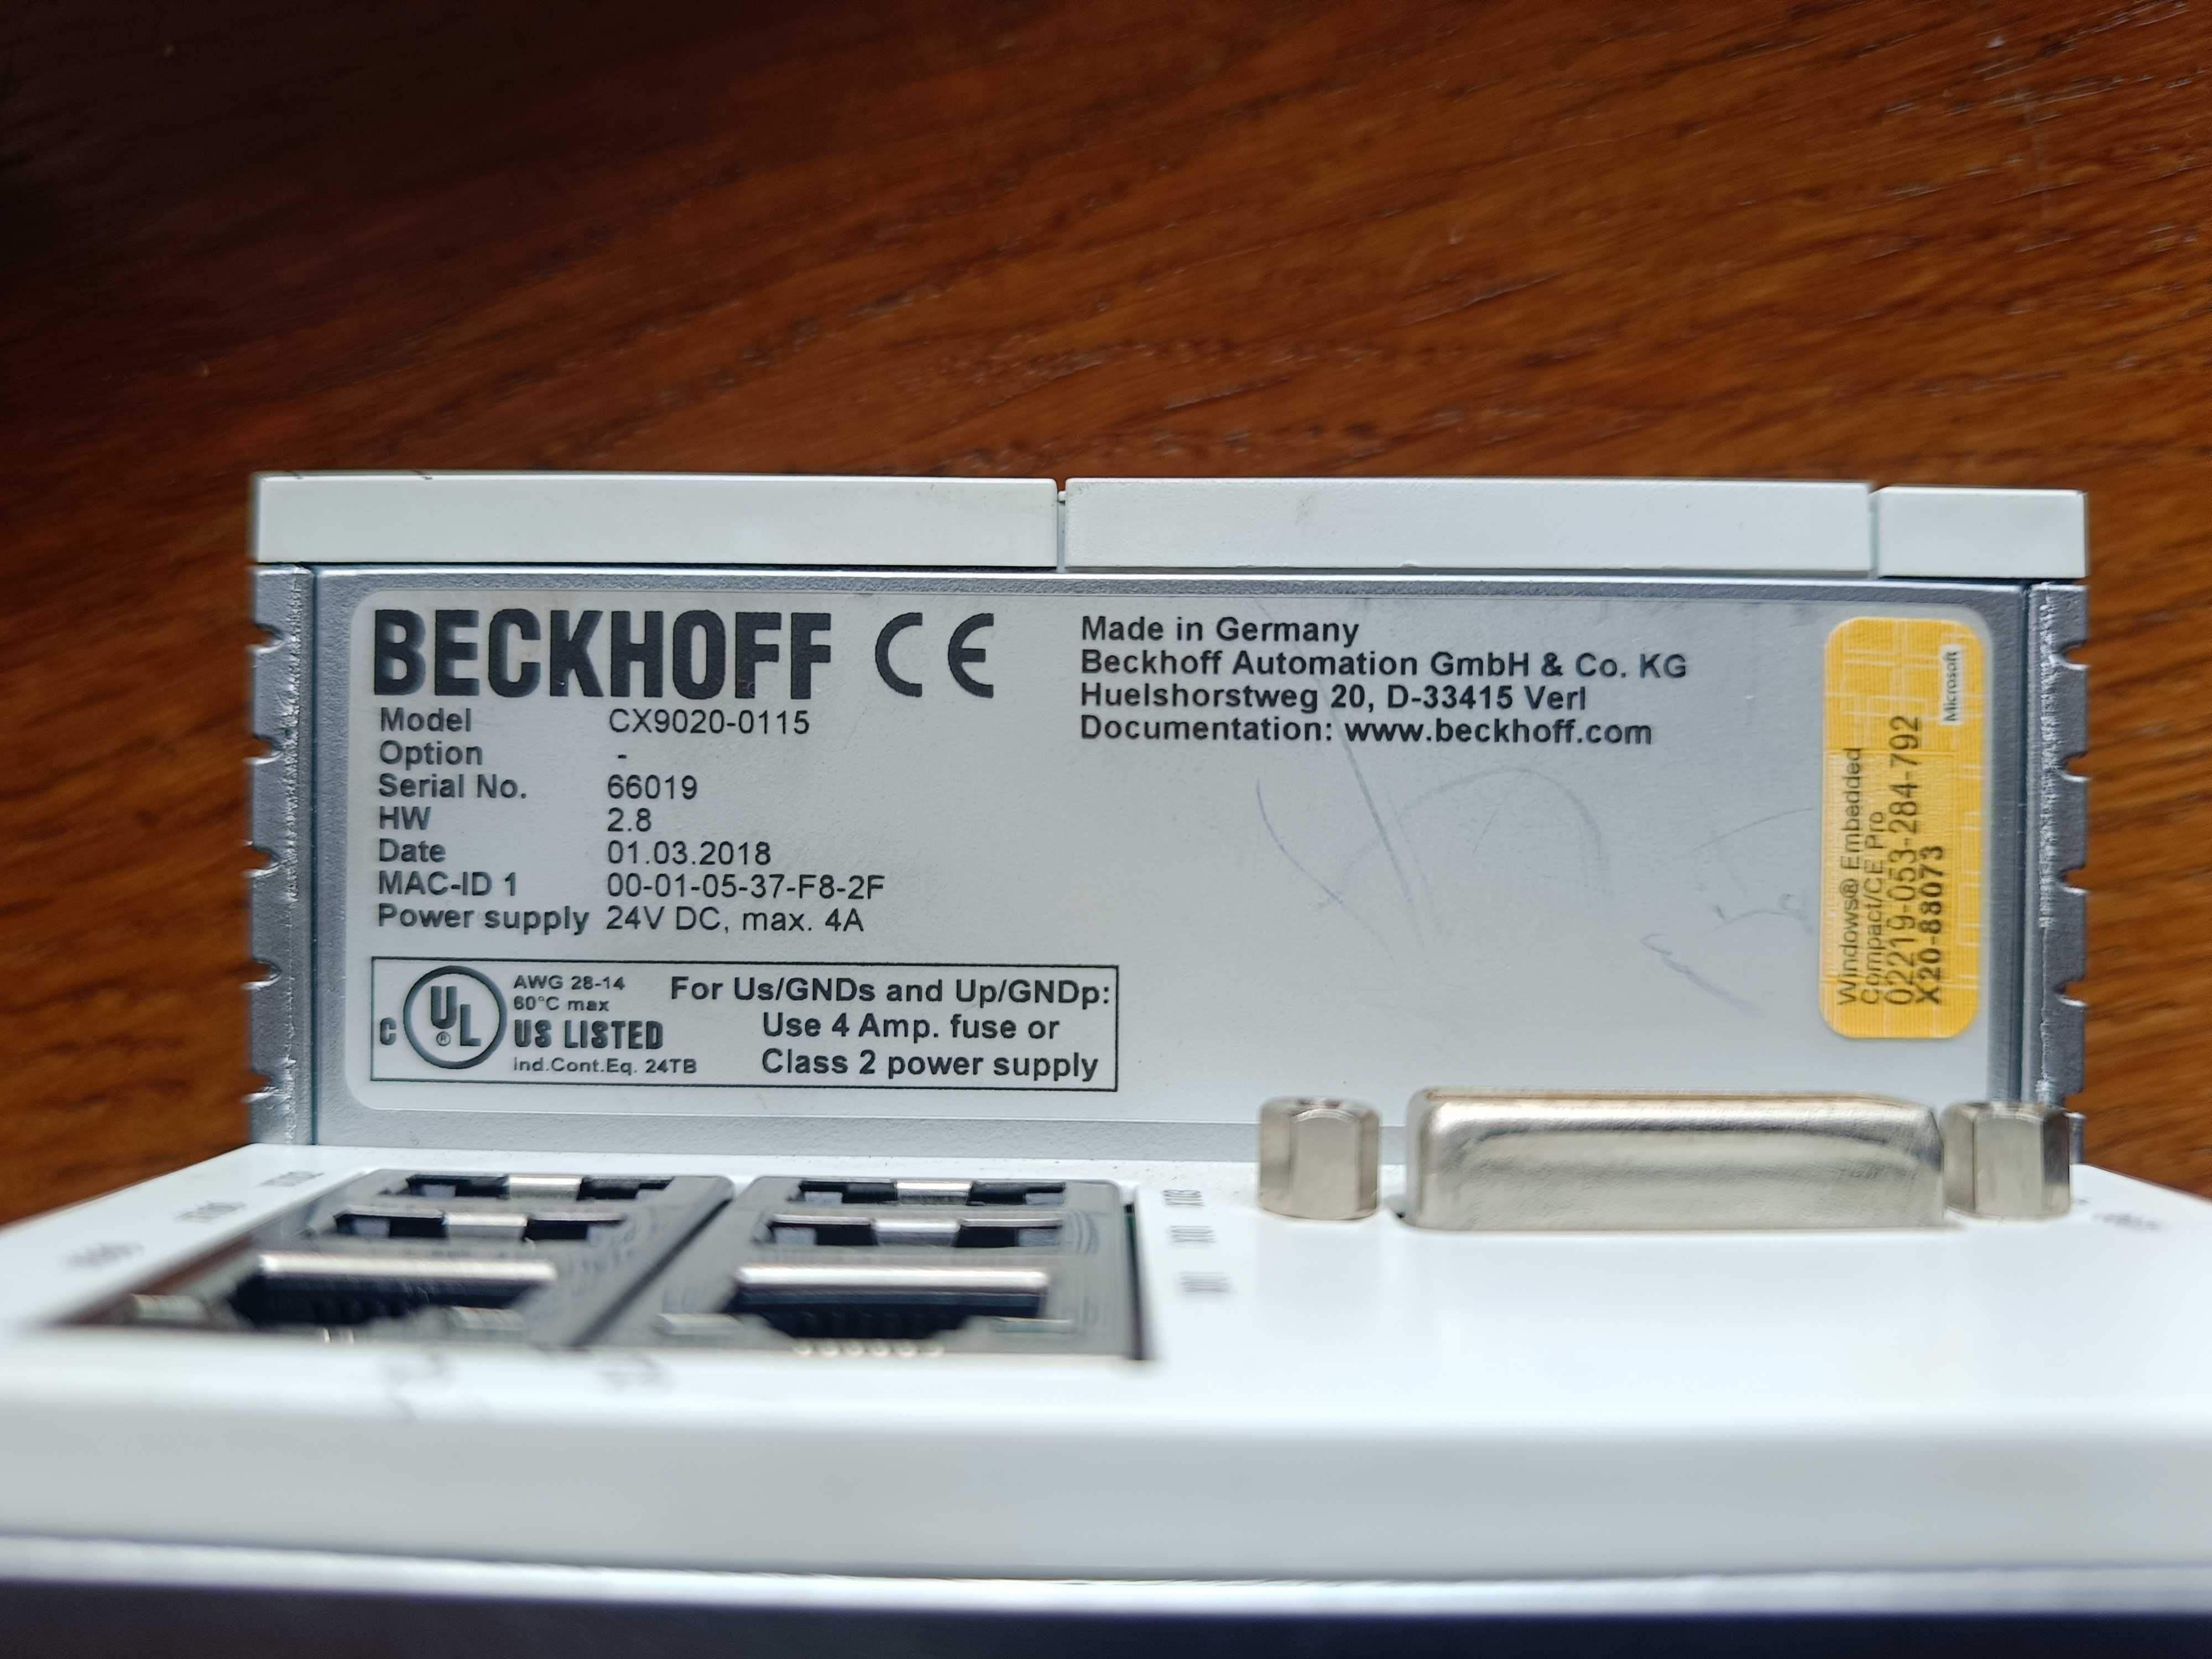 BECKHOFF CE
Model CX9020-0115
Option -
Serial No. 66019
HW 2.8
Date 01.03.2018
MAC-ID 1 00-01-05-37-F8-2F
Power supply 24V DC, max. 4A
C UL ® AWG 28-14
60°C max
US LISTED
Ind.Cont.Eq. 24TB
For Us/GNDs and Up/GNDp:
Use 4 Amp. fuse or
Class 2 power supply
Made in Germany
Beckhoff Automation GmbH & Co. KG
Huelshorstweg 20, D-33415 Verl
Documentation: www.beckhoff.com
Microsoft
Windows® Embedded
Compact/CE Pro
02219-053-284-792
X20-88073